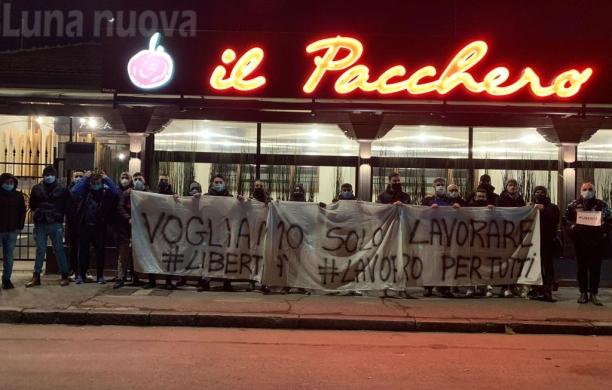 Luna nuova
il Pacchero
VOGLIAMO SOLO LAVORARE
#LIBERTÀ #LAVORO PER TUTTI